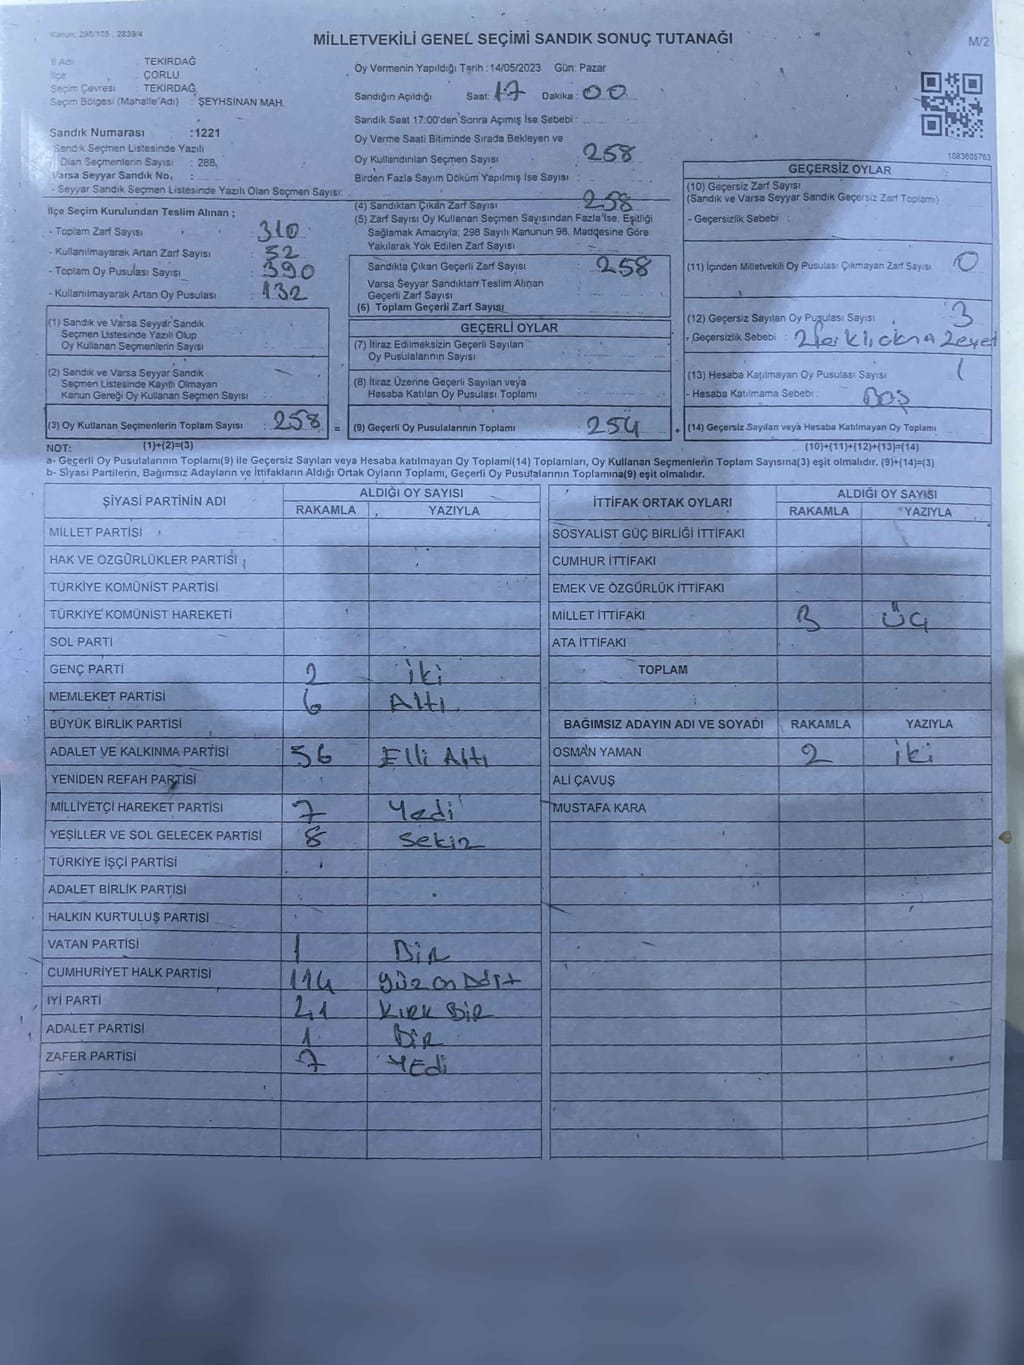 Kanun: 298/105 2839/4
MİLLETVEKİLİ GENEL SEÇİMİ SANDIK SONUÇ TUTANAĞI
M/2
İl Adı : TEKİRDAĞ
İlçe : ÇORLU
Seçim Çevresi : TEKİRDAĞ
Seçim Bölgesi (Mahalle Adı) : ŞEYHSİNAN MAH.
Sandık Numarası :1221
Sandık Seçmen Listesinde Yazılı
Olan Seçmenlerin Sayısı : 288,
Varsa Seyyar Sandık No, :
- Seyyar Sandık Seçmen Listesinde Yazılı Olan Seçmen Sayısı:
Oy Vermenin Yapıldığı Tarih :14/05/2023 Gün: Pazar
Sandığın Açıldığı Saat: 17 Dakika : 00
Sandık Saat 17:00'den Sonra Açımış İse Sebebi :
Oy Verme Saati Bitiminde Sırada Bekleyen ve
Oy Kullandırılan Seçmen Sayısı : 258
Birden Fazla Sayım Döküm Yapılmış İse Sayısı :
(4) Sandıktan Çıkan Zarf Sayısı : 258
(5) Zarf Sayısı Oy Kullanan Seçmen Sayısından Fazla İse, Eşitliği
Sağlamak Amacıyla; 298 Sayılı Kanunun 98. Maddesine Göre
Yakılarak Yok Edilen Zarf Sayısı :
1083605763
İlçe Seçim Kurulundan Teslim Alınan ;
- Toplam Zarf Sayısı : 310
- Kullanılmayarak Artan Zarf Sayısı : 52
- Toplam Oy Pusulası Sayısı : 390
- Kullanılmayarak Artan Oy Pusulası : 132
Sandıkta Çıkan Geçerli Zarf Sayısı : 258
Varsa Seyyar Sandıktan Teslim Alınan
Geçerli Zarf Sayısı :
(6) Toplam Geçerli Zarf Sayısı :
GEÇERSİZ OYLAR
(10) Geçersiz Zarf Sayısı :
(Sandık ve Varsa Seyyar Sandık Geçersiz Zarf Toplamı)
- Geçersizlik Sebebi :
(11) İçinden Milletvekili Oy Pusulası Çıkmayan Zarf Sayısı : 0
(12) Geçersiz Sayılan Oy Pusulası Sayısı : 3
- Geçersizlik Sebebi :
(13) Hesaba Katılmayan Oy Pusulası Sayısı : 1
- Hesaba Katılmama Sebebi : BOŞ
(14) Geçersiz Sayılan veya Hesaba Katılmayan Oy Toplamı
(1) Sandık ve Varsa Seyyar Sandık
Seçmen Listesinde Yazılı Olup
Oy Kullanan Seçmenlerin Sayısı :
(2) Sandık ve Varsa Seyyar Sandık
Seçmen Listesinde Kayıtlı Olmayan
Kanun Gereği Oy Kullanan Seçmen Sayısı :
(3) Oy Kullanan Seçmenlerin Toplam Sayısı : 258 =
GEÇERLİ OYLAR
(7) İtiraz Edilmeksizin Geçerli Sayılan
Oy Pusulalarının Sayısı :
(8) İtiraz Üzerine Geçerli Sayılan veya
Hesaba Katılan Oy Pusulası Toplamı :
(9) Geçerli Oy Pusulalarının Toplamı : 254 +
NOT: (1)+(2)=(3) (10)+(11)+(12)+(13)=(14)
a- Geçerli Oy Pusulalarının Toplamı(9) ile Geçersiz Sayılan veya Hesaba katılmayan Oy Toplamı(14) Toplamları, Oy Kullanan Seçmenlerin Toplam Sayısına(3) eşit olmalıdır. (9)+(14)=(3)
b- Siyasi Partilerin, Bağımsız Adayların ve İttifakların Aldığı Ortak Oyların Toplamı, Geçerli Oy Pusulalarının Toplamına(9) eşit olmalıdır.
ŞİYASİ PARTİNİN ADI ALDIĞI OY SAYISI
RAKAMLA YAZIYLA
MİLLET PARTİSİ
HAK VE ÖZGÜRLÜKLER PARTİSİ
TÜRKİYE KOMÜNİST PARTİSİ
TÜRKİYE KOMÜNİST HAREKETİ
SOL PARTİ
GENÇ PARTİ 2 iki
MEMLEKET PARTİSİ 6 Altı
BÜYÜK BİRLİK PARTİSİ
ADALET VE KALKINMA PARTİSİ 56 Elli Altı
YENİDEN REFAH PARTİSİ
MİLLİYETÇİ HAREKET PARTİSİ 7 Yedi
YEŞİLLER VE SOL GELECEK PARTİSİ 8 Sekiz
TÜRKİYE İŞÇİ PARTİSİ
ADALET BİRLİK PARTİSİ
HALKIN KURTULUŞ PARTİSİ
VATAN PARTİSİ 1 Bir
CUMHURİYET HALK PARTİSİ 114 yüz on Dört
İYİ PARTİ 41 Kırk Bir
ADALET PARTİSİ 1 Bir
ZAFER PARTİSİ 7 Yedi
İTTİFAK ORTAK OYLARI ALDIĞI OY SAYISI
RAKAMLA YAZIYLA
SOSYALİST GÜÇ BİRLİĞİ İTTİFAKI
CUMHUR İTTİFAKI
EMEK VE ÖZGÜRLÜK İTTİFAKI
MİLLET İTTİFAKI 3 Üç
ATA İTTİFAKI
TOPLAM
BAĞIMSIZ ADAYIN ADI VE SOYADI RAKAMLA YAZIYLA
OSMAN YAMAN 2 iki
ALİ ÇAVUŞ
MUSTAFA KARA